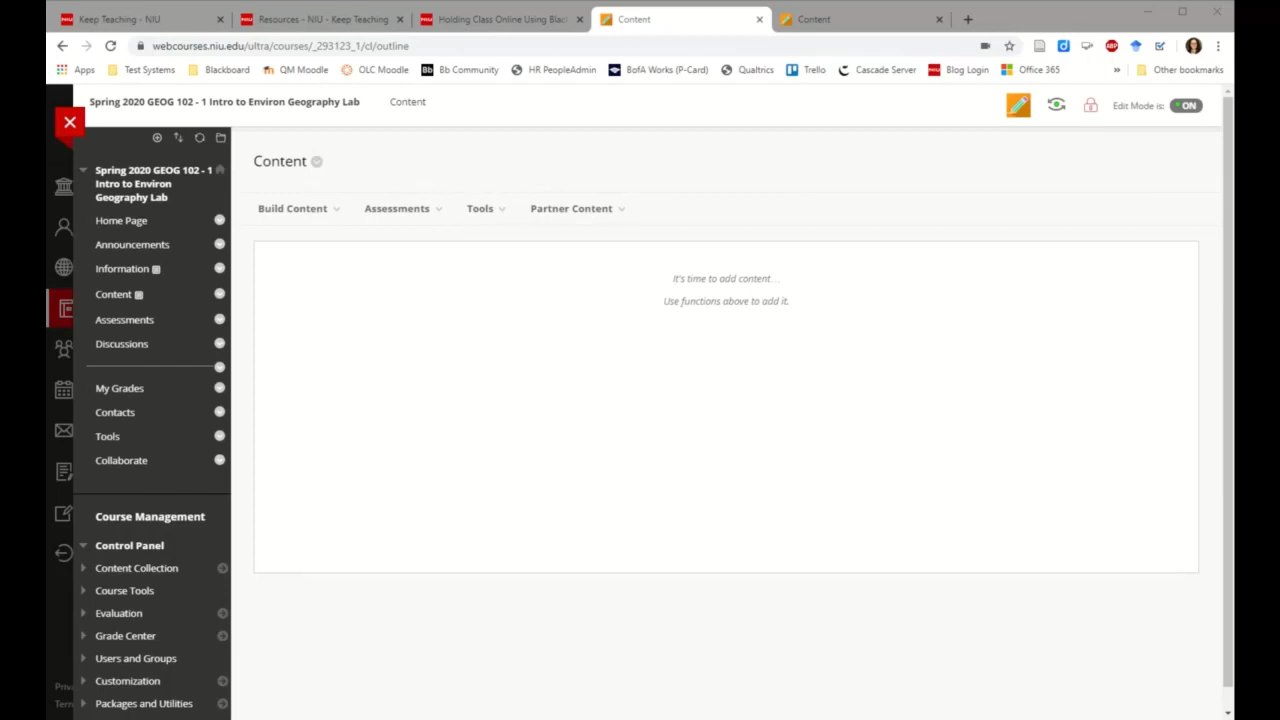 Keep Teaching - NIU
Resources - NIU - Keep Teaching
Holding Class Online Using Blac
Content
Content
webcourses.niu.edu/ultra/courses/_293123_1/cl/outline
Apps
Test Systems
Blackboard
QM Moodle
OLC Moodle
Bb Community
HR PeopleAdmin
BofA Works (P-Card)
Qualtrics
Trello
Cascade Server
Blog Login
Office 365
»
Other bookmarks
Spring 2020 GEOG 102 - 1 Intro to Environ Geography Lab
Content
Edit Mode is:
ON
Spring 2020 GEOG 102 - 1
Intro to Environ
Geography Lab
Home Page
Announcements
Information
Content
Assessments
Discussions
My Grades
Contacts
Tools
Collaborate
Course Management
Control Panel
Content Collection
Course Tools
Evaluation
Grade Center
Users and Groups
Customization
Packages and Utilities
Content
Build Content
Assessments
Tools
Partner Content
It's time to add content...
Use functions above to add it.
Priva
Term